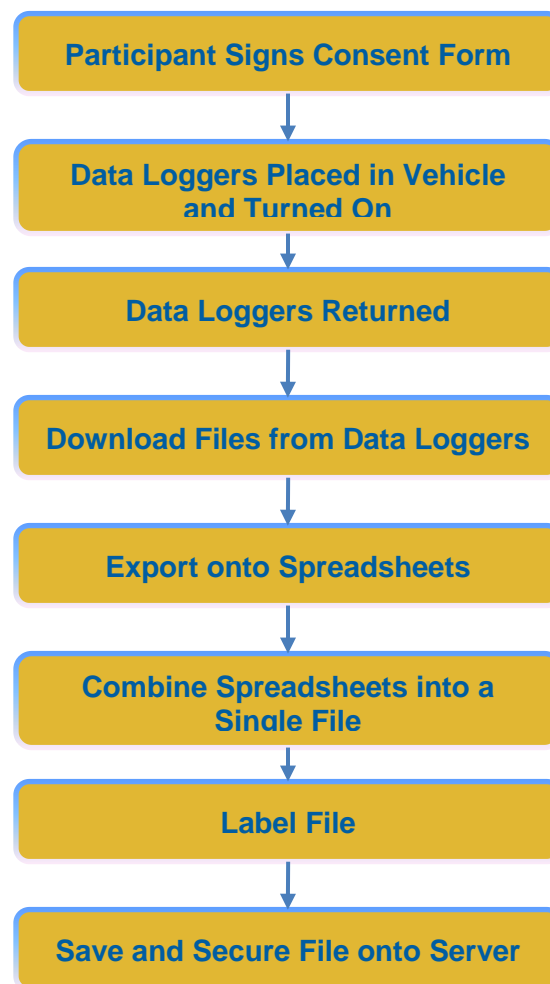 Participant Signs Consent Form
Data Loggers Placed in Vehicle
and Turned On
Data Loggers Returned
Download Files from Data Loggers
Export onto Spreadsheets
Combine Spreadsheets into a
Single File
Label File
Save and Secure File onto Server